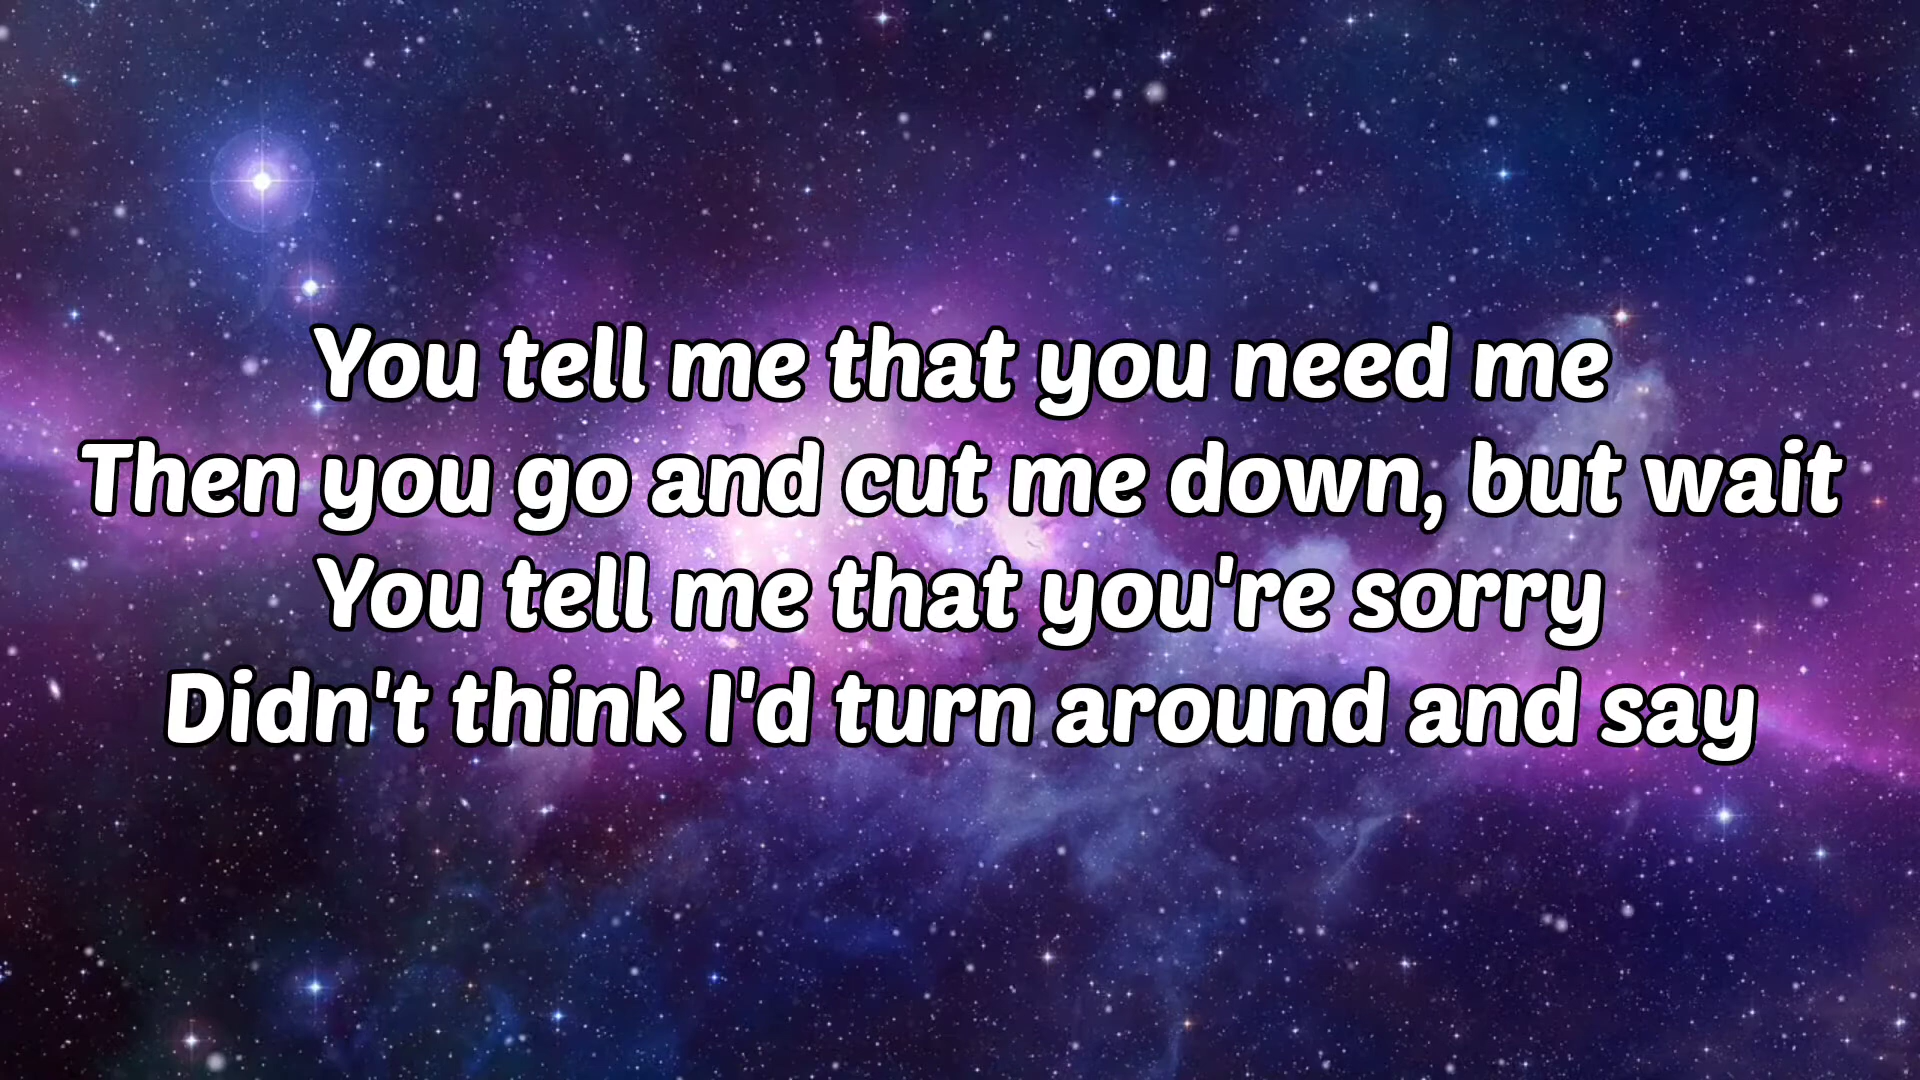 You tell me that you need me
Then you go and cut me down, but wait
You tell me that you're sorry
Didn't think I'd turn around and say